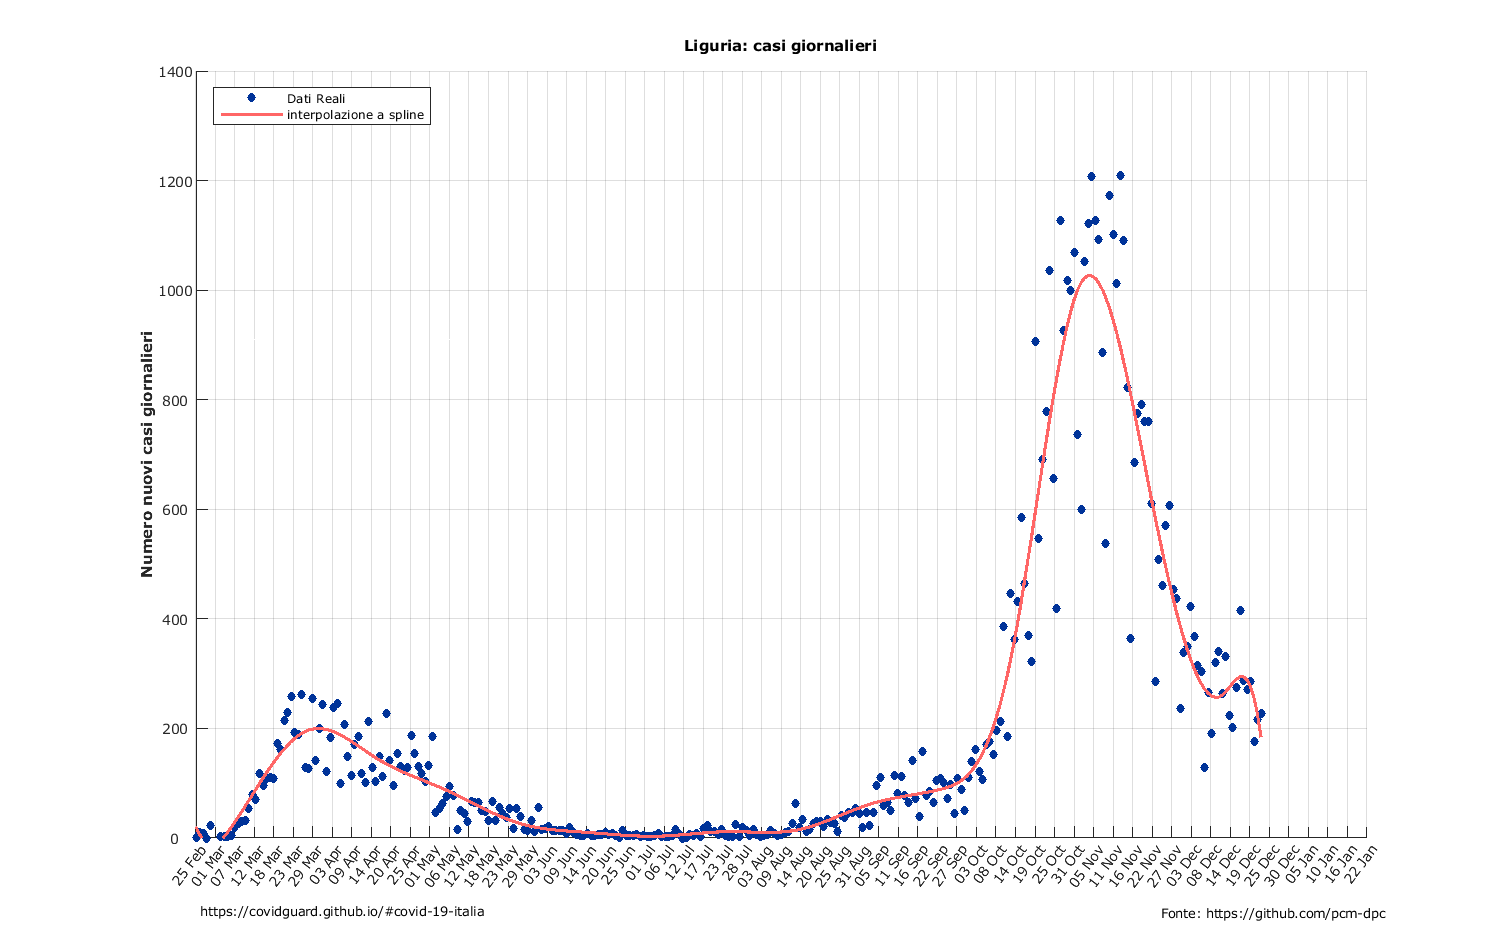 Liguria: casi giornalieri
1400
1200
1000
800
600
400
200
0
Numero nuovi casi giornalieri
Dati Reali
interpolazione a spline
25 Feb
01 Mar
07 Mar
12 Mar
18 Mar
23 Mar
29 Mar
03 Apr
09 Apr
14 Apr
20 Apr
25 Apr
01 May
06 May
12 May
18 May
23 May
29 May
03 Jun
09 Jun
14 Jun
20 Jun
25 Jun
01 Jul
06 Jul
12 Jul
17 Jul
23 Jul
28 Jul
03 Aug
09 Aug
14 Aug
20 Aug
25 Aug
31 Aug
05 Sep
11 Sep
16 Sep
22 Sep
27 Sep
03 Oct
08 Oct
14 Oct
19 Oct
25 Oct
31 Oct
05 Nov
11 Nov
16 Nov
22 Nov
27 Nov
03 Dec
08 Dec
14 Dec
19 Dec
25 Dec
30 Dec
05 Jan
10 Jan
16 Jan
22 Jan
https://covidguard.github.io/#covid-19-italia
Fonte: https://github.com/pcm-dpc